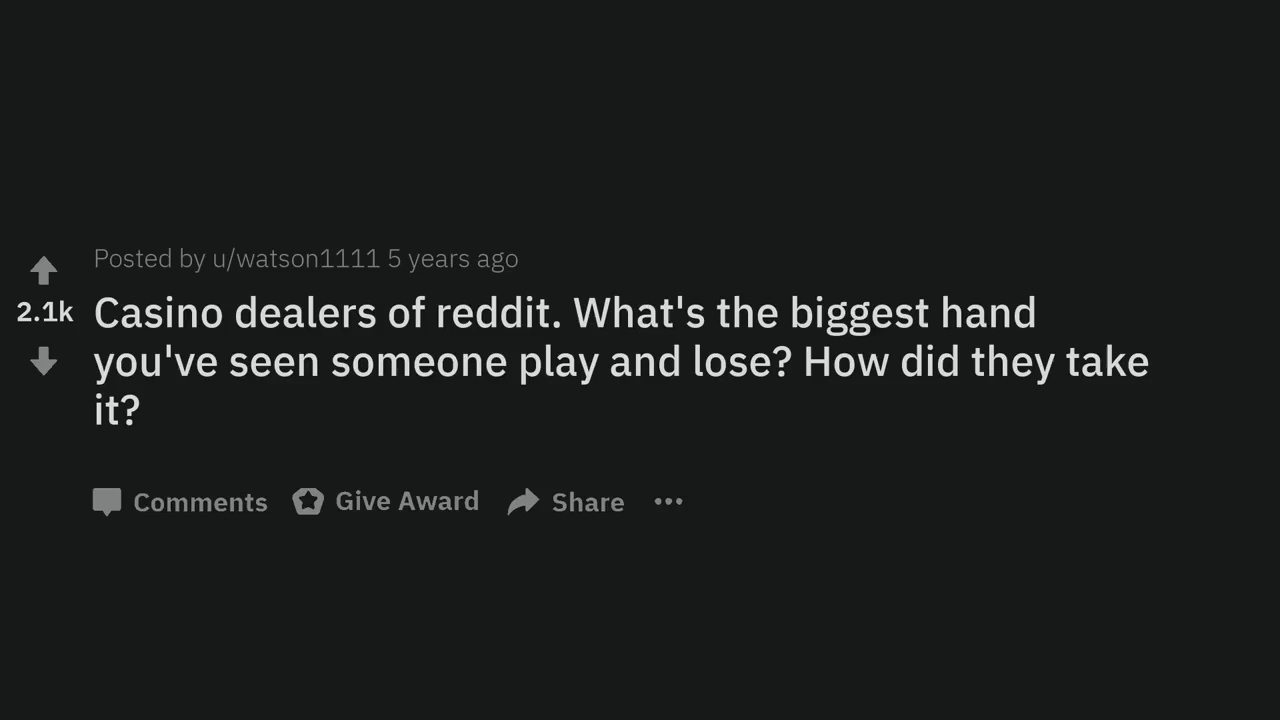 Posted by u/watson1111 5 years ago
2.1k
Casino dealers of reddit. What's the biggest hand
you've seen someone play and lose? How did they take
it?
Comments Give Award Share